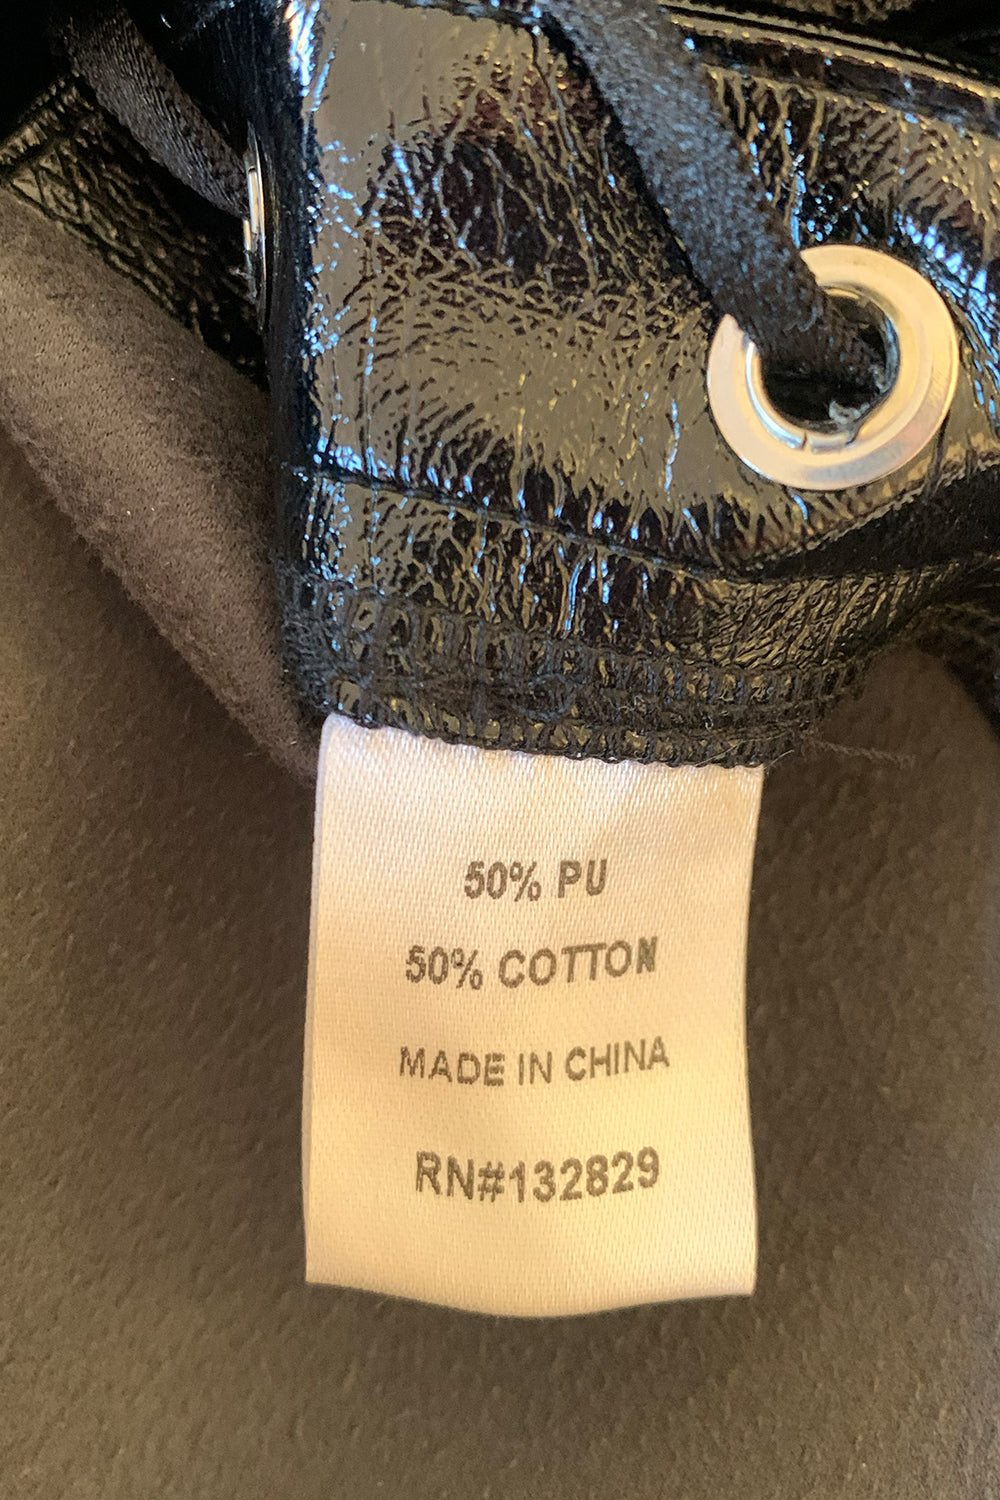 50% PU
50% COTTON
MADE IN CHINA
RN#132829